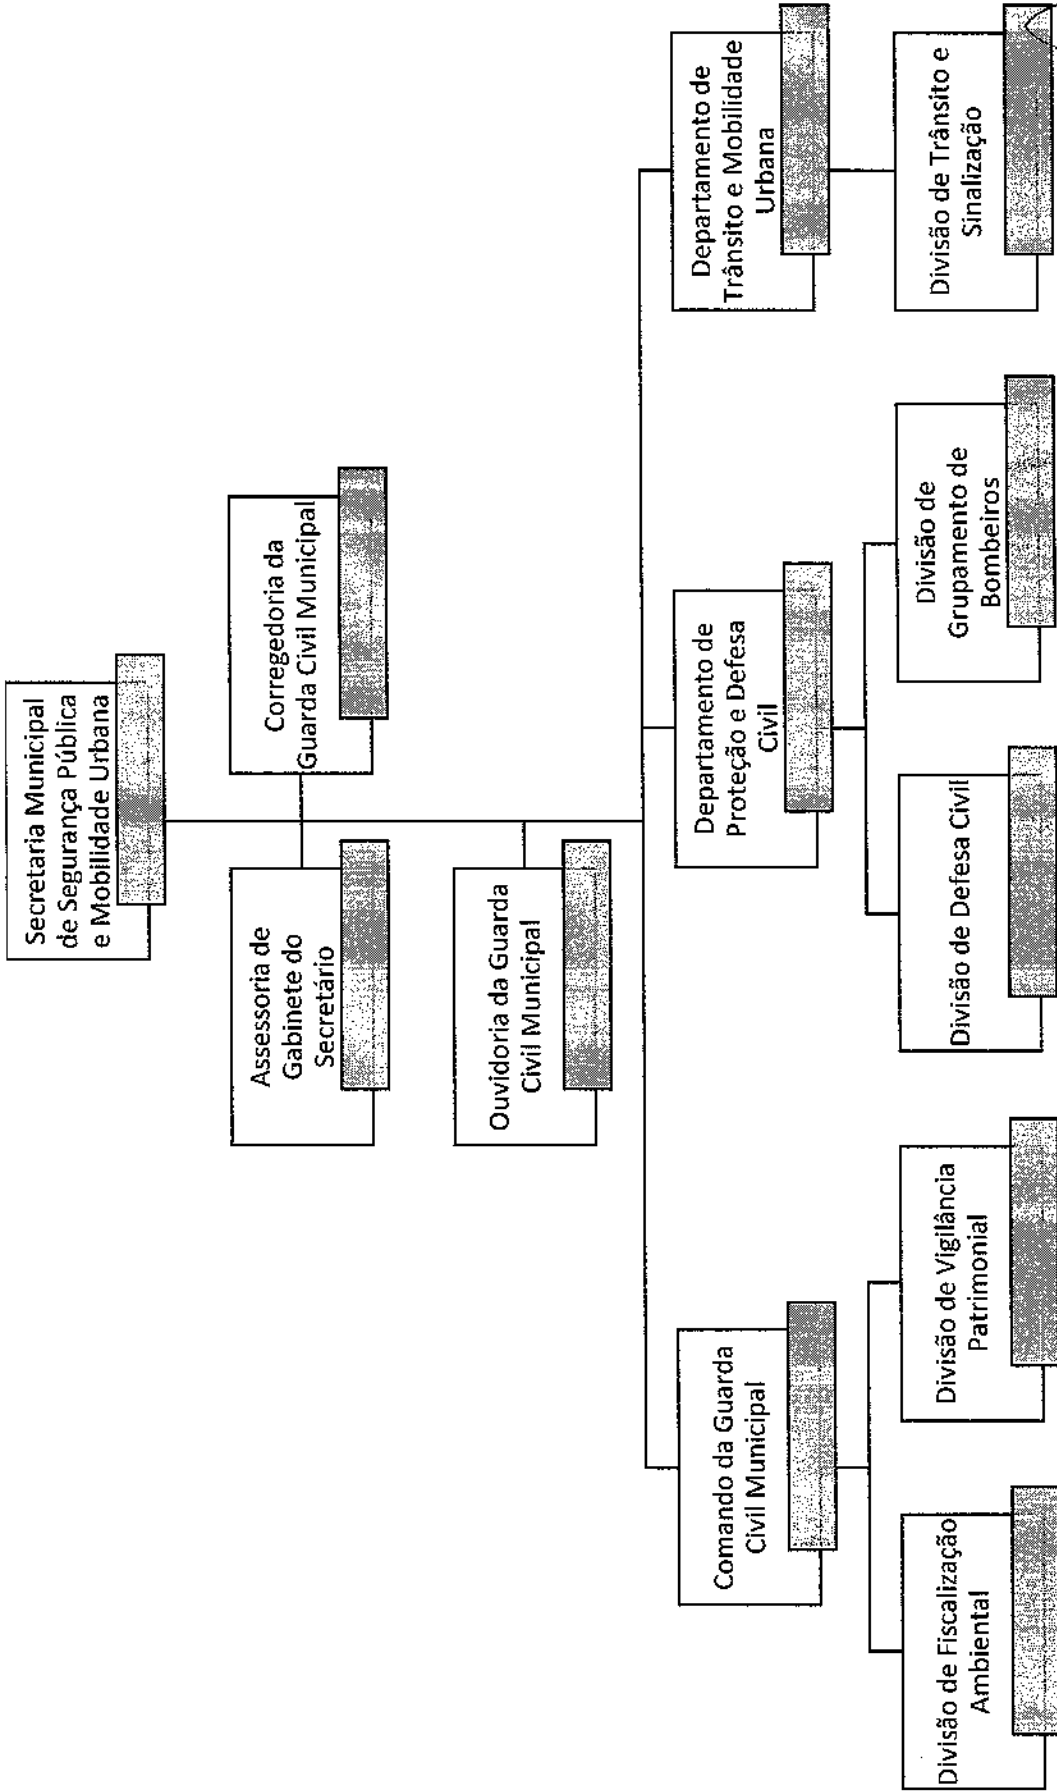 Secretaria Municipal
de Segurança Pública
e Mobilidade Urbana
Assessoria de
Gabinete do
Secretário
Corregedoria da
Guarda Civil Municipal
Ouvidoria da Guarda
Civil Municipal
Comando da Guarda
Civil Municipal
Departamento de
Proteção e Defesa
Civil
Departamento de
Trânsito e Mobilidade
Urbana
Divisão de Fiscalização
Ambiental
Divisão de Vigilância
Patrimonial
Divisão de Defesa Civil
Divisão de
Grupamento de
Bombeiros
Divisão de Trânsito e
Sinalização